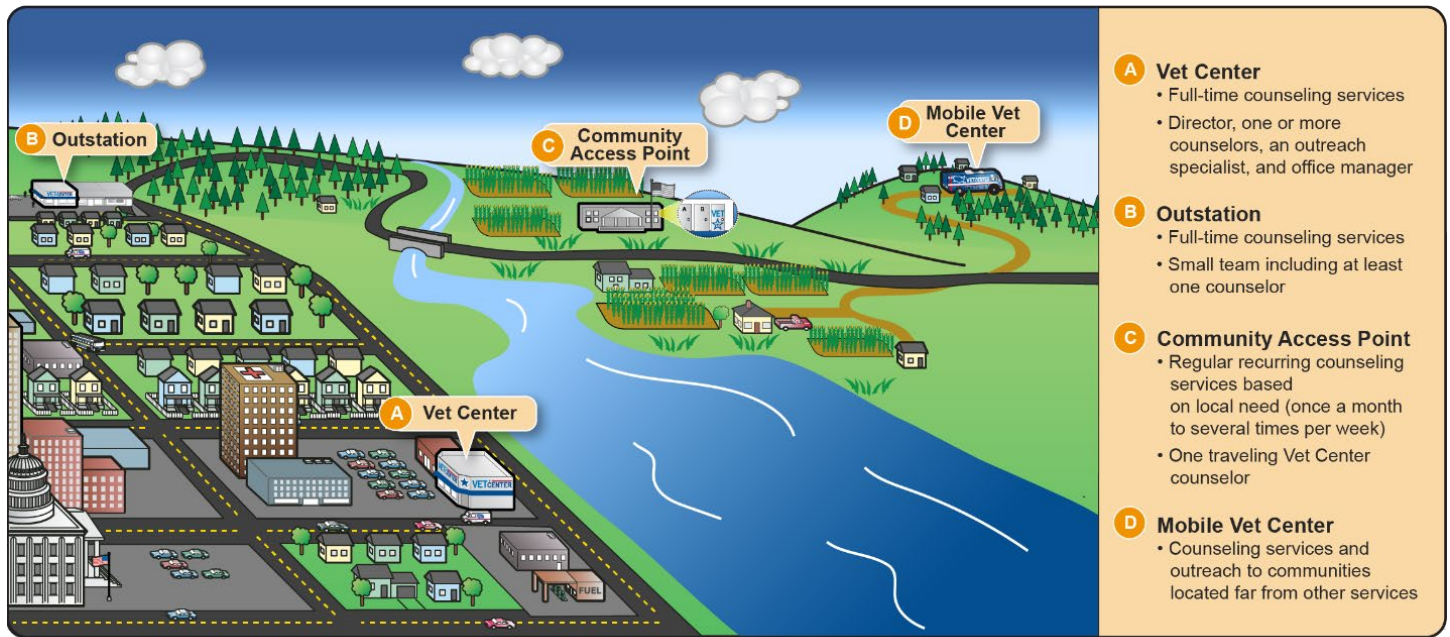 B Outstation
C Community
Access Point
D Mobile Vet
Center
A Vet Center
VETCENTER
VET
A B
VETCENTER
FUEL
A Vet Center
• Full-time counseling services
• Director, one or more
counselors, an outreach
specialist, and office manager
B Outstation
• Full-time counseling services
• Small team including at least
one counselor
C Community Access Point
• Regular recurring counseling
services based
on local need (once a month
to several times per week)
• One traveling Vet Center
counselor
D Mobile Vet Center
• Counseling services and
outreach to communities
located far from other services